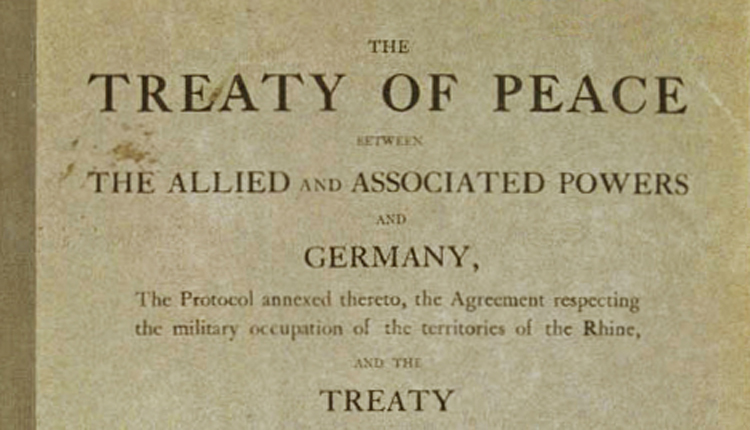 THE
TREATY OF PEACE
BETWEEN
THE ALLIED AND ASSOCIATED POWERS
AND
GERMANY,
The Protocol annexed thereto, the Agreement respecting
the military occupation of the territories of the Rhine,
AND THE
TREATY